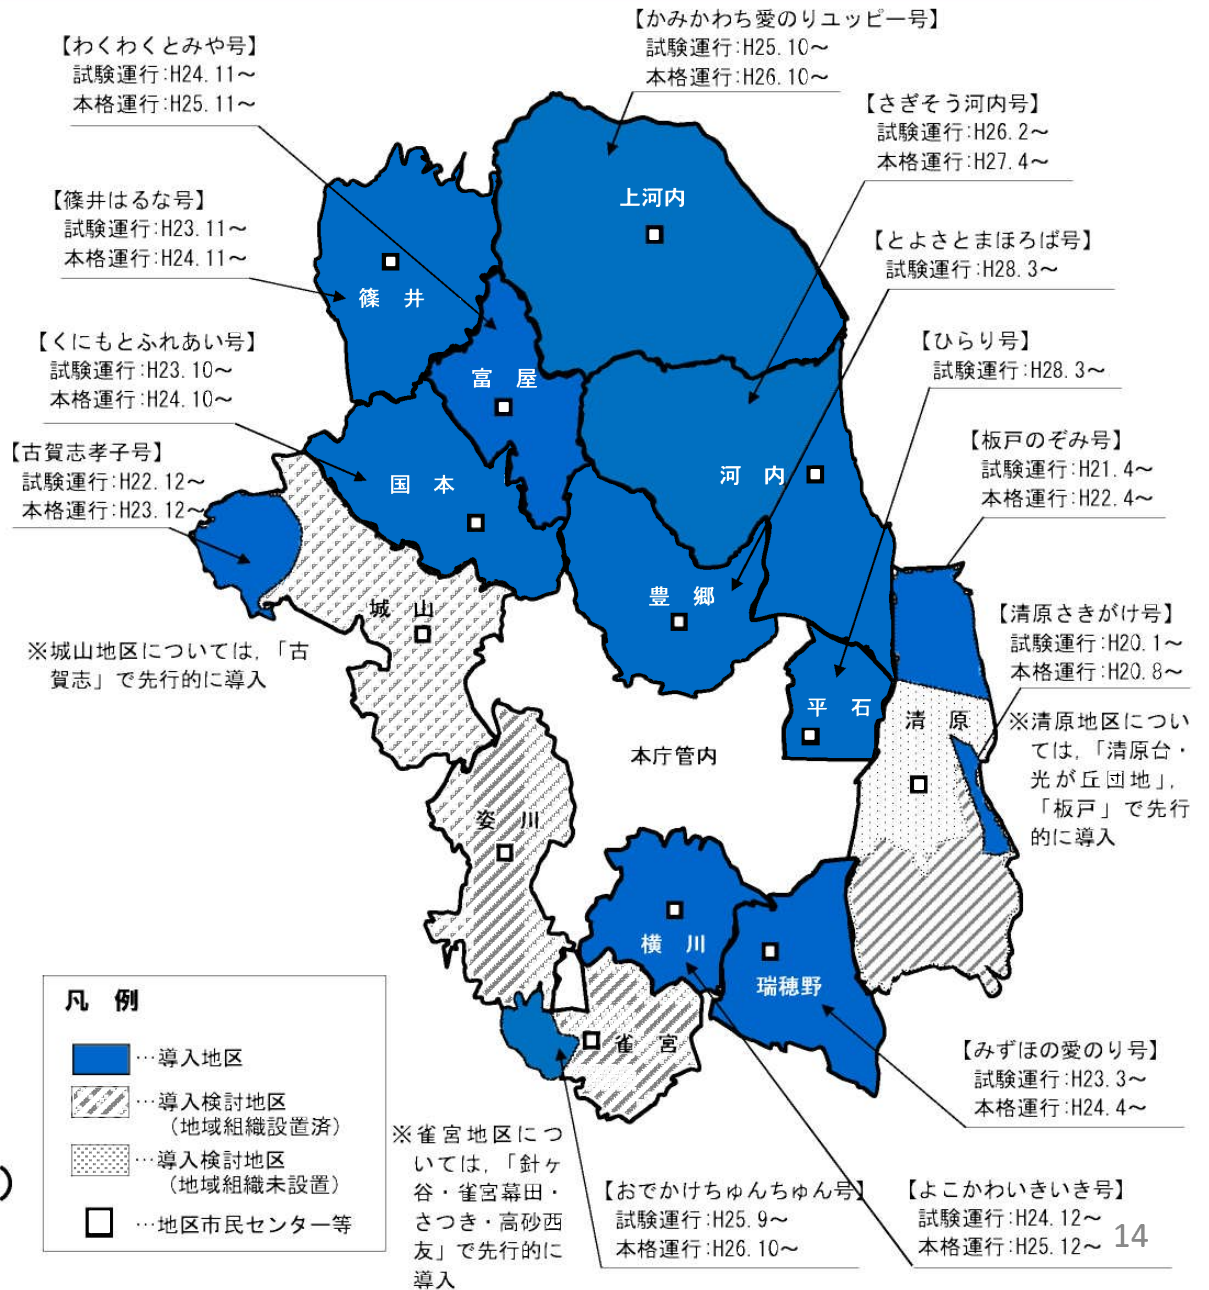 【かみかわち愛のりユッピー号】
試験運行:H25.10～
本格運行:H26.10～
【わくわくとみや号】
試験運行:H24.11～
本格運行:H25.11～
【さぎそう河内号】
試験運行:H26.2～
本格運行:H27.4～
【篠井はるな号】
試験運行:H23.11～
本格運行:H24.11～
【とよさとまほろば号】
試験運行:H28.3～
【くにもとふれあい号】
試験運行:H23.10～
本格運行:H24.10～
【ひらり号】
試験運行:H28.3～
【古賀志孝子号】
試験運行:H22.12～
本格運行:H23.12～
【板戸のぞみ号】
試験運行:H21.4～
本格運行:H22.4～
【清原さきがけ号】
試験運行:H20.1～
本格運行:H20.8～
※城山地区については,「古
賀志」で先行的に導入
※清原地区につい
ては,「清原台・
光が丘団地」,
「板戸」で先行
的に導入
上河内
篠 井
富 屋
河 内
国 本
豊 郷
城 山
平 石
清 原
本庁管内
姿 川
横 川
瑞穂野
雀 宮
凡 例
…導入地区
…導入検討地区
（地域組織設置済）
…導入検討地区
（地域組織未設置）
…地区市民センター等
)
※雀宮地区につ
いては,「針ヶ
谷・雀宮幕田・
さつき・高砂西
友」で先行的に
導入
【みずほの愛のり号】
試験運行:H23.3～
本格運行:H24.4～
【おでかけちゅんちゅん号】
試験運行:H25.9～
本格運行:H26.10～
【よこかわいきいき号】
試験運行:H24.12～
本格運行:H25.12～
14